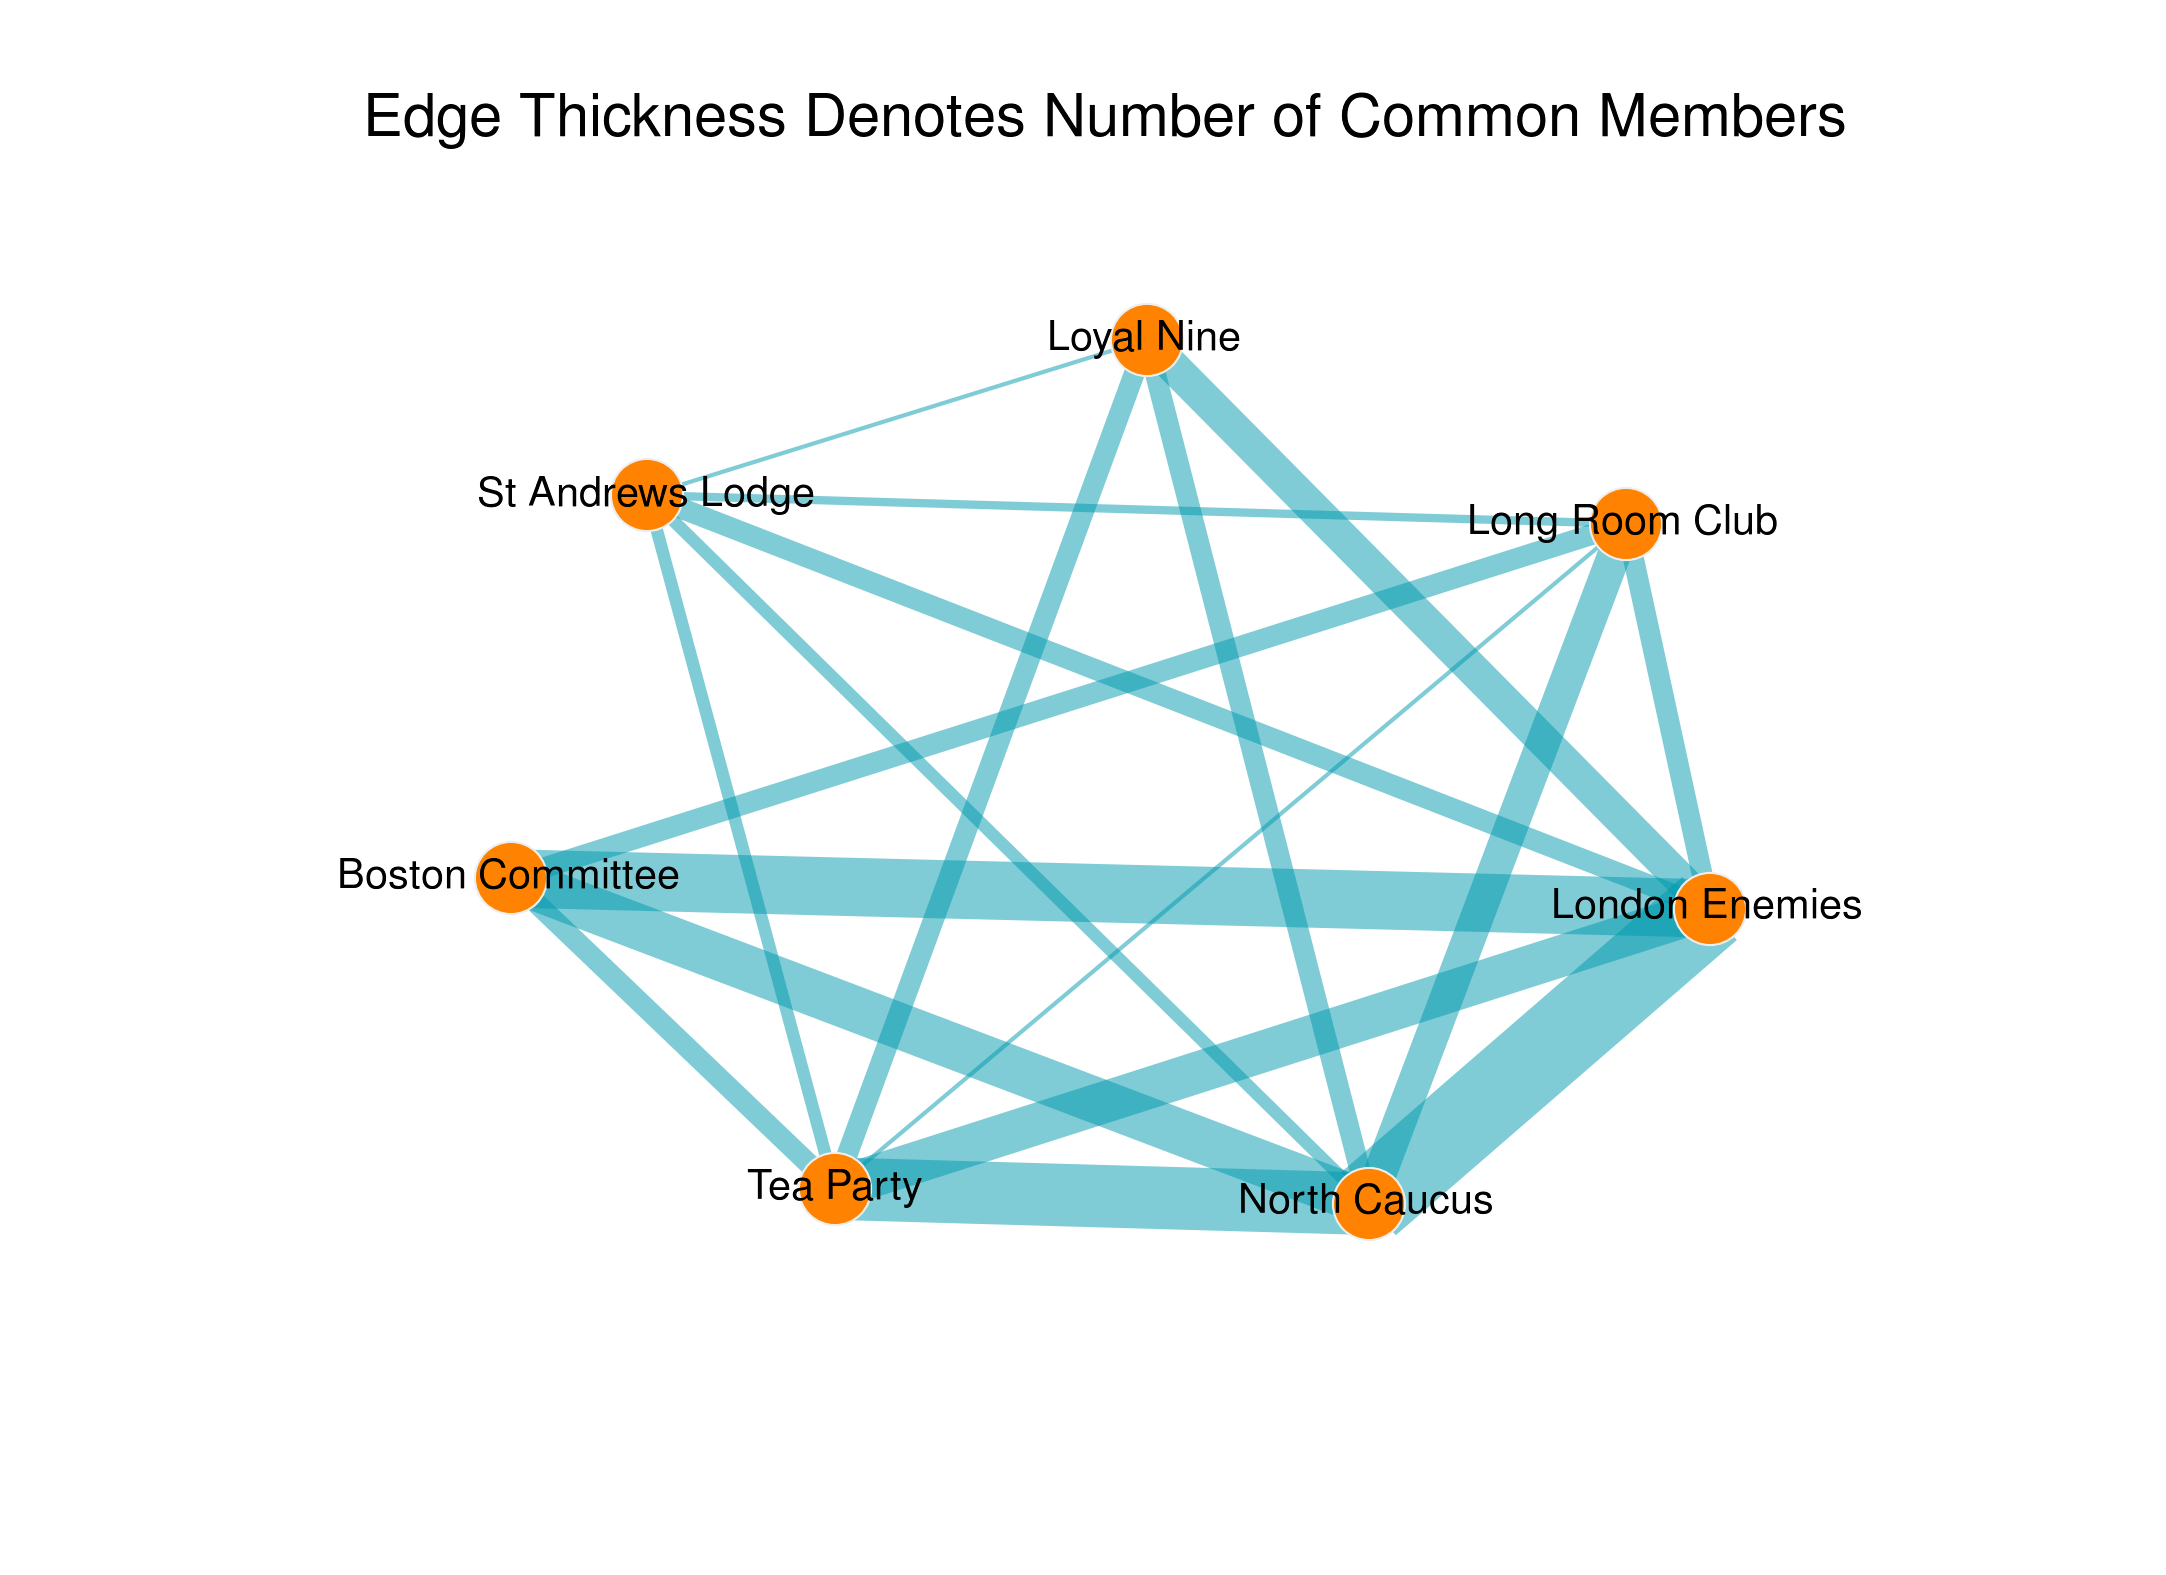 Edge Thickness Denotes Number of Common Members
Loyal Nine
St Andrews Lodge
Long Room Club
Boston Committee
London Enemies
Tea Party
North Caucus